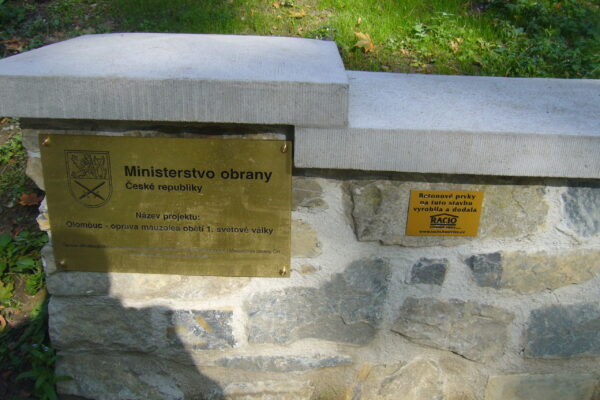 Ministerstvo obrany
České republiky
Název projektu:
Olomouc - oprava mauzolea obětí 1. světové války
Betonové prvky
na tuto stavbu
vyrobila a dodala
RACIO